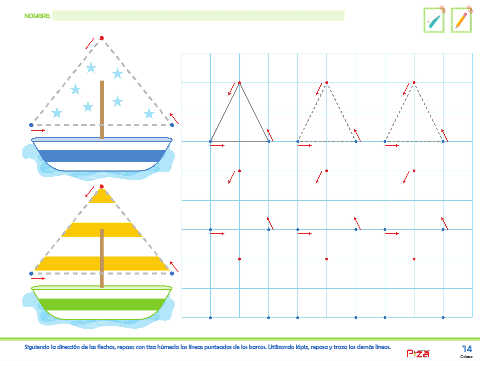 NOMBRE
Siguiendo la dirección de las flechas, repasa con tiza húmeda las líneas punteadas de los barcos. Utilizando lápiz, repasa y traza las demás líneas.
Pizza
14